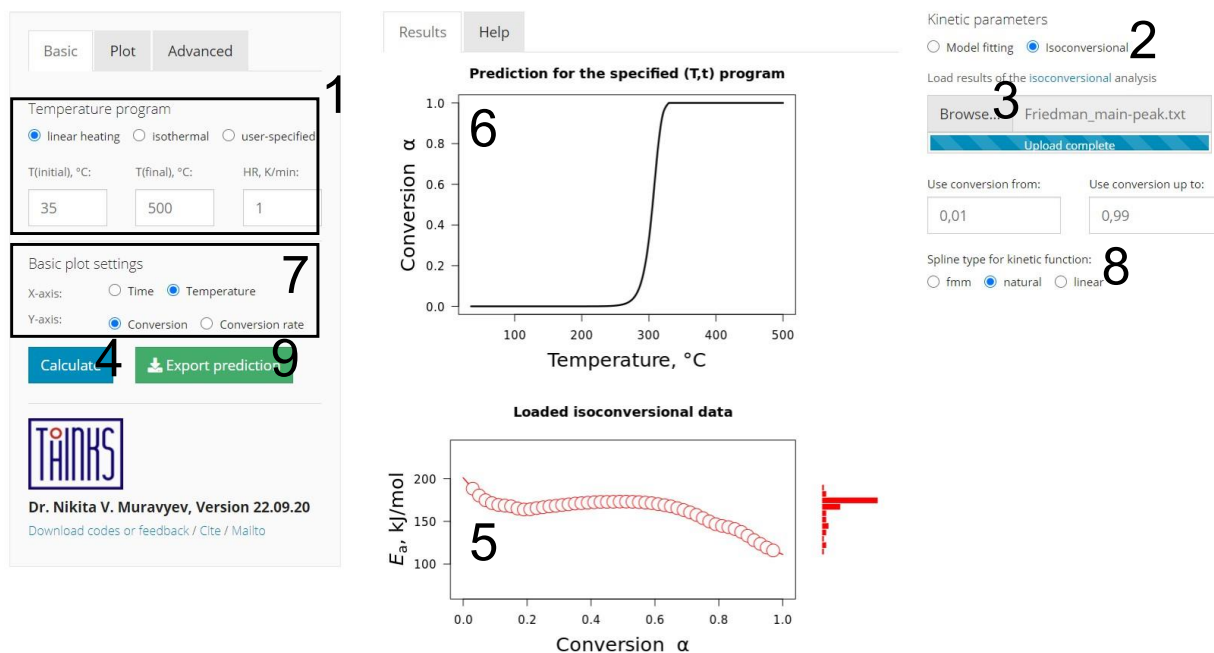 Basic Plot Advanced
1
Temperature program
linear heating isothermal user-specified
T(initial), °C: T(final), °C: HR, K/min:
35 500 1
Basic plot settings
7
X-axis: Time Temperature
Y-axis: Conversion Conversion rate
Calculate 4 Export prediction 9
THINKS
Dr. Nikita V. Muravyev, Version 22.09.20
Download codes or feedback / Cite / Mailto
Results Help
Prediction for the specified (T,t) program
6
Conversion α
1.0
0.8
0.6
0.4
0.2
0.0
100 200 300 400 500
Temperature, °C
Loaded isoconversional data
Ea, kJ/mol
200
150
100
5
0.0 0.2 0.4 0.6 0.8 1.0
Conversion α
Kinetic parameters
Model fitting Isoconversional 2
Load results of the isoconversional analysis
3
Browse... Friedman_main-peak.txt
Upload complete
Use conversion from: Use conversion up to:
0,01 0,99
Spline type for kinetic function:
8
fmm natural linear